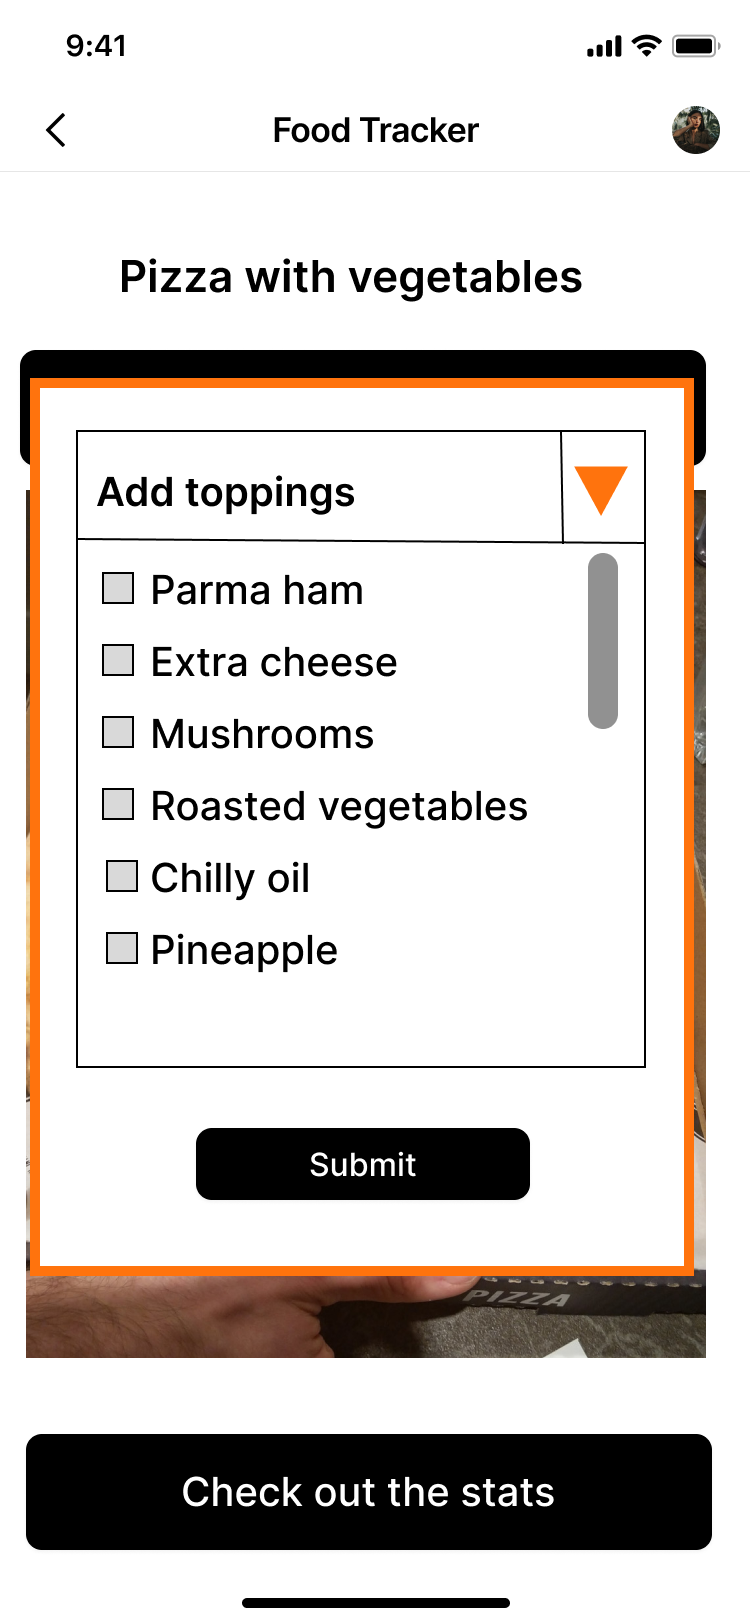 9:41
Food Tracker
Pizza with vegetables
Add toppings
Parma ham
Extra cheese
Mushrooms
Roasted vegetables
Chilly oil
Pineapple
Submit
PIZZA
Check out the stats